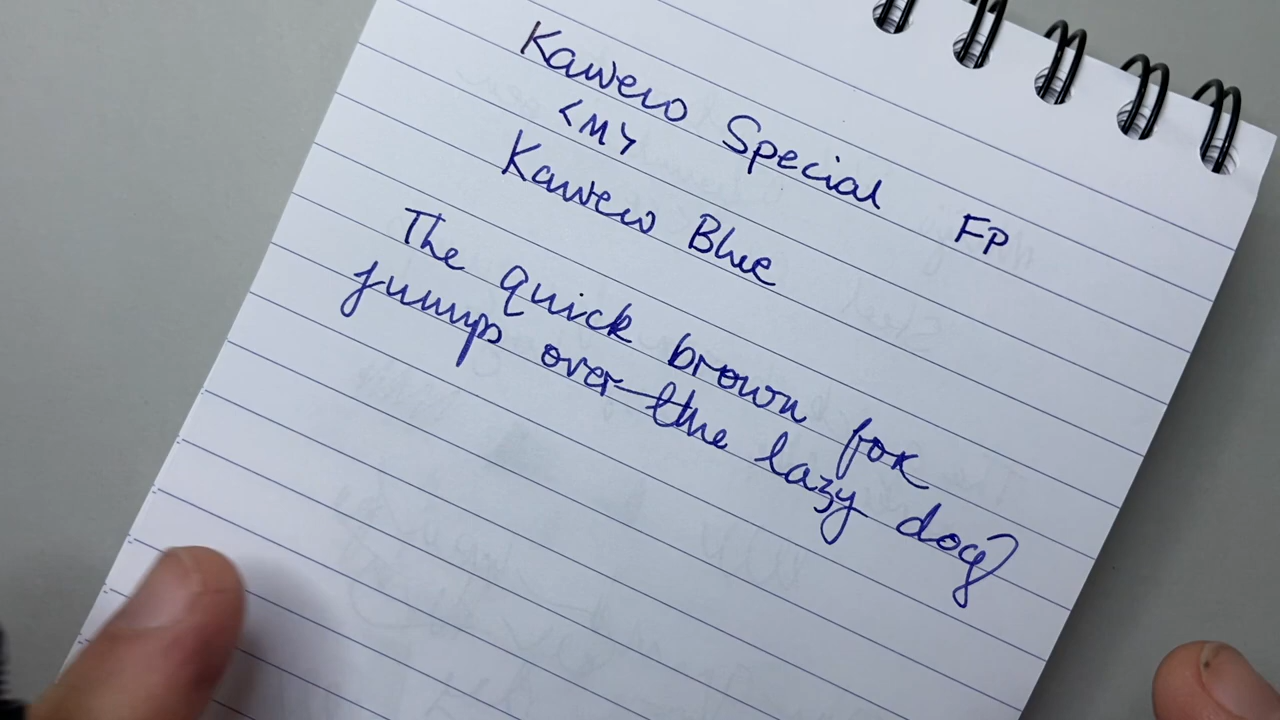 Kaweco Special FP
<M>
Kaweco Blue
The quick brown fox
jumps over the lazy dog